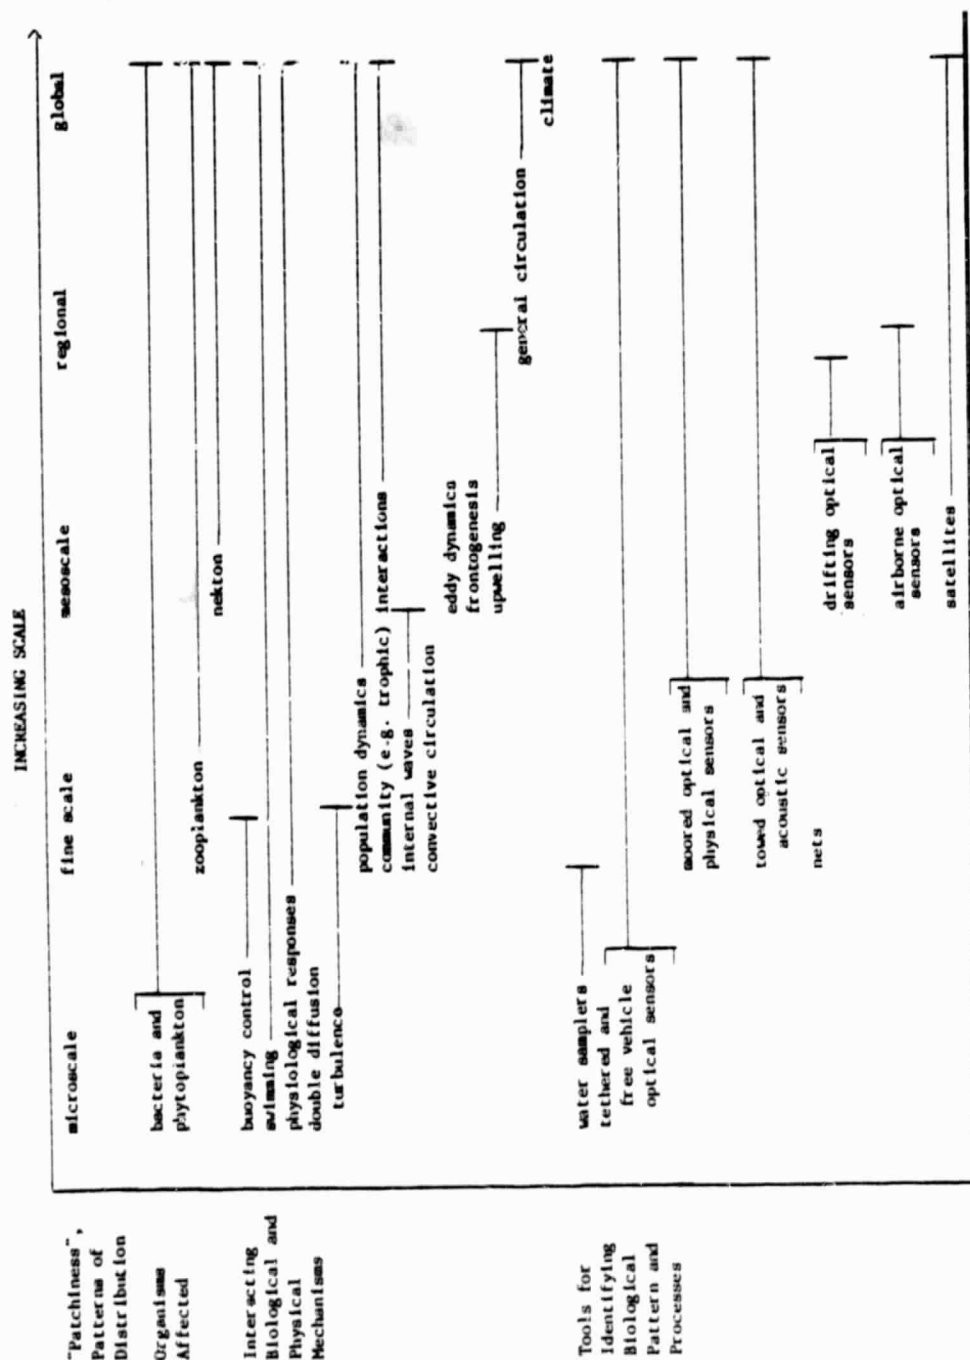 INCREASING SCALE
"Patchiness",
Patterns of
Distribution
microscale
fine scale
mesoscale
regional
global
Organisms
Affected
bacteria and
phytoplankton
zooplankton
nekton
Interacting
Biological and
Physical
Mechanisms
buoyancy control
swimming
physiological responses
double diffusion
turbulence
population dynamics
community (e.g. trophic) interactions
internal waves
convective circulation
eddy dynamics
frontogenesis
upwelling
general circulation
climate
Tools for
Identifying
Biological
Pattern and
Processes
water samplers
tethered and
free vehicle
optical sensors
moored optical and
physical sensors
towed optical and
acoustic sensors
nets
drifting optical
sensors
airborne optical
sensors
satellites